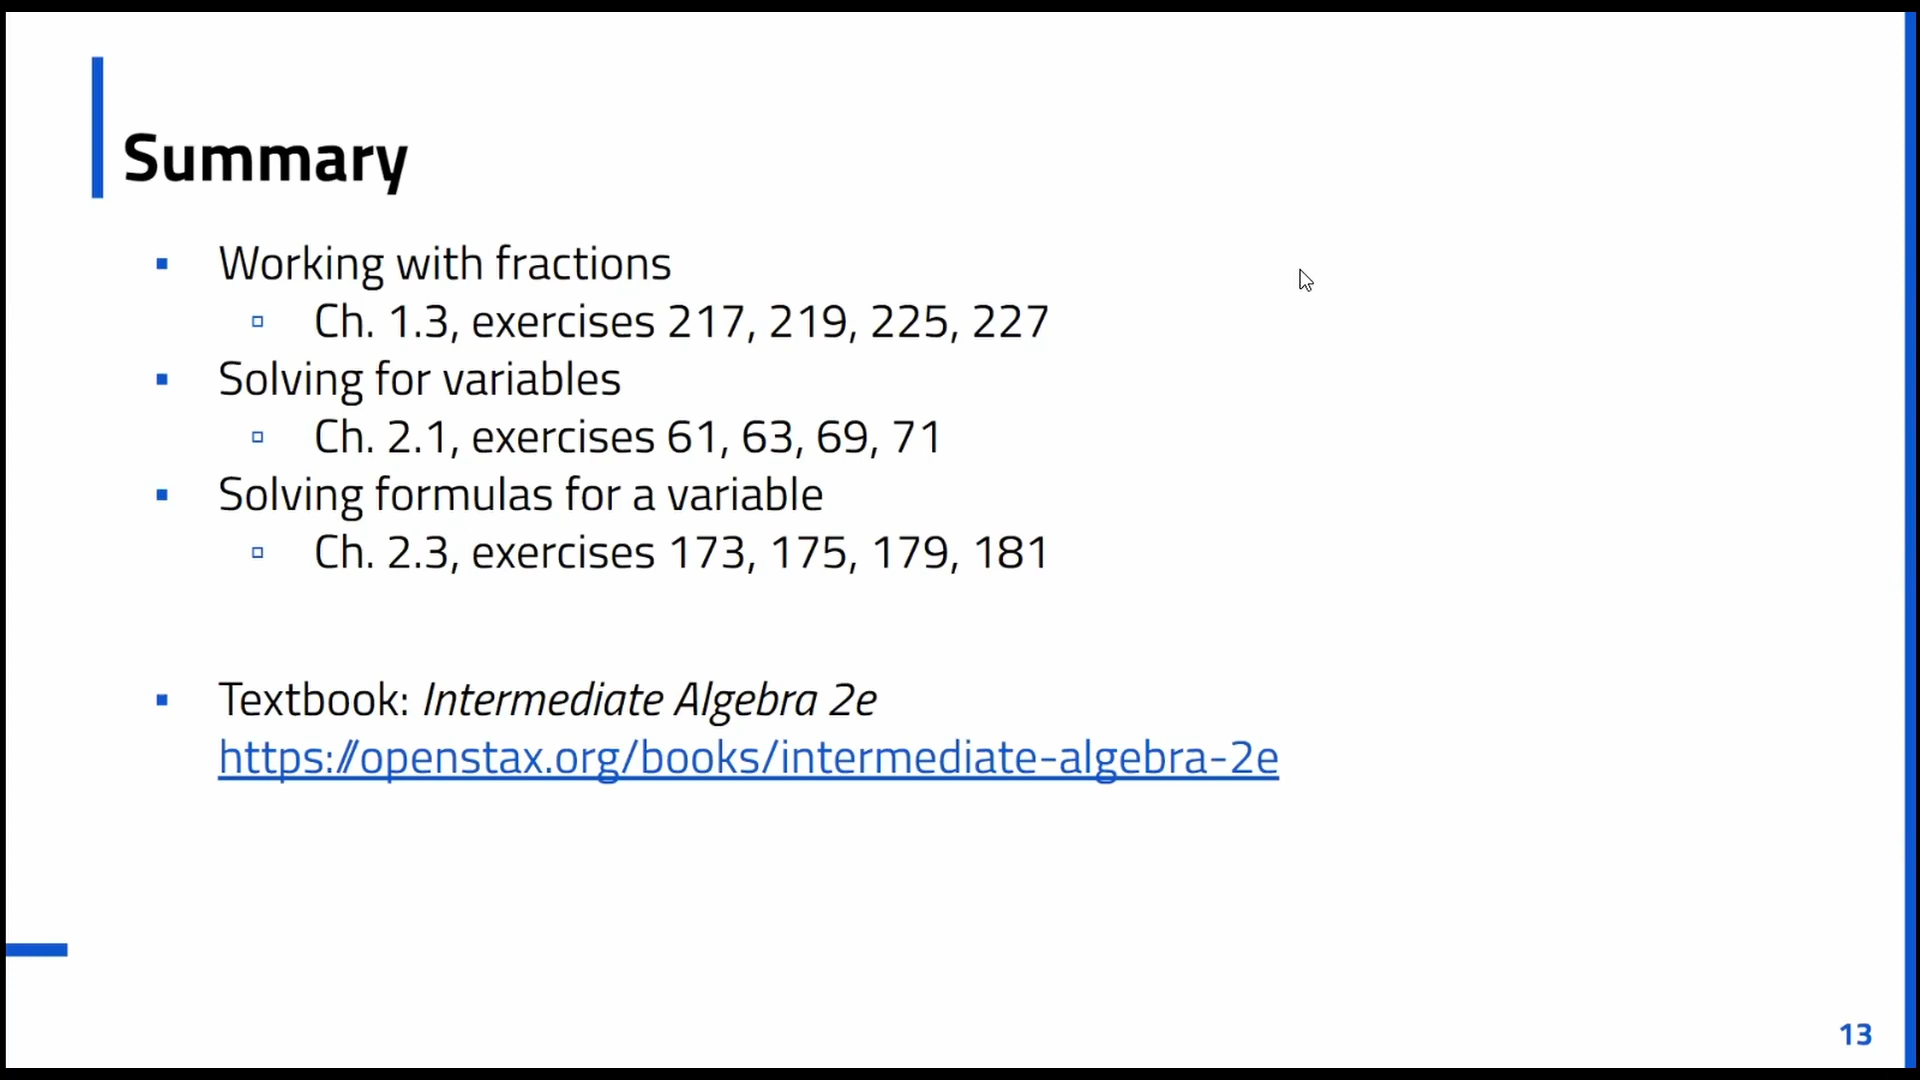 Summary
Working with fractions
Ch. 1.3, exercises 217, 219, 225, 227
Solving for variables
Ch. 2.1, exercises 61, 63, 69, 71
Solving formulas for a variable
Ch. 2.3, exercises 173, 175, 179, 181
Textbook: Intermediate Algebra 2e
https://openstax.org/books/intermediate-algebra-2e
13